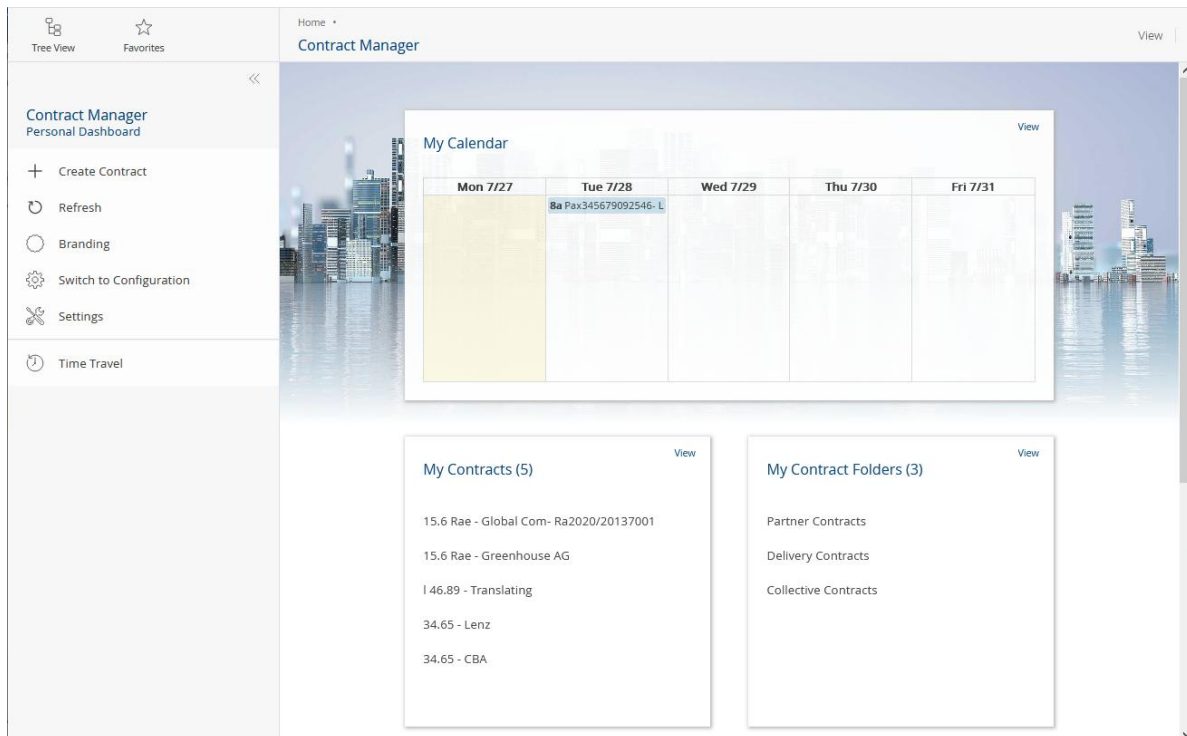 Tree View
Favorites
Home •
Contract Manager
View
Contract Manager
Personal Dashboard
Create Contract
Refresh
Branding
Switch to Configuration
Settings
Time Travel
My Calendar
View
Mon 7/27 Tue 7/28 Wed 7/29 Thu 7/30 Fri 7/31
8a Pax345679092546- L
My Contracts (5)
View
15.6 Rae - Global Com- Ra2020/20137001
15.6 Rae - Greenhouse AG
l 46.89 - Translating
34.65 - Lenz
34.65 - CBA
My Contract Folders (3)
View
Partner Contracts
Delivery Contracts
Collective Contracts